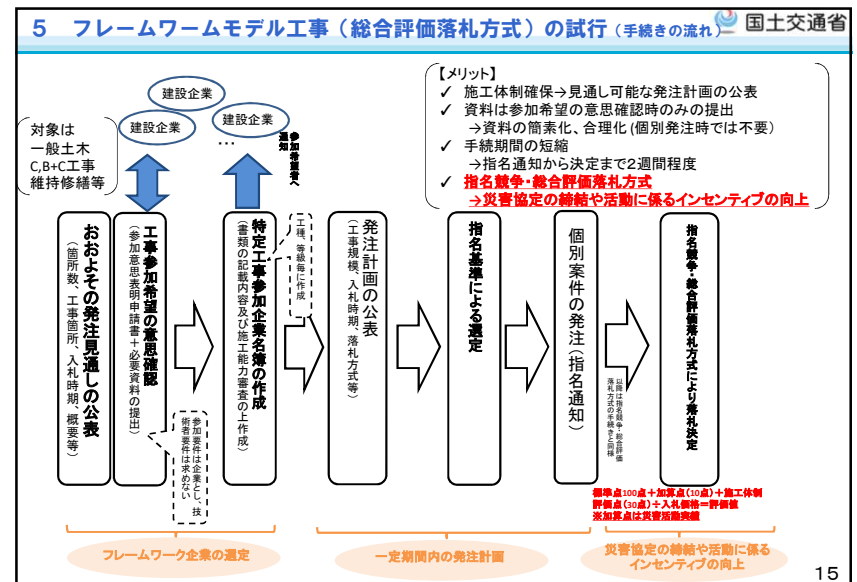 5 フレームワームモデル工事（総合評価落札方式）の試行（手続きの流れ）
国土交通省
対象は
一般土木
C,B+C工事
維持修繕等
建設企業
建設企業
建設企業
…
参加希望者へ
通知
【メリット】
✓ 施工体制確保→見通し可能な発注計画の公表
✓ 資料は参加希望の意思確認時のみの提出
→資料の簡素化、合理化(個別発注時では不要）
✓ 手続期間の短縮
→指名通知から決定まで2週間程度
✓ 指名競争・総合評価落札方式
→災害協定の締結や活動に係るインセンティブの向上
おおよその発注見通しの公表
（箇所数、工事箇所、入札時期、概要等）
工事参加希望の意思確認
（参加意思表明申請書＋必要資料の提出）
参加要件は企業とし、技
術者要件は求めない
特定工事参加企業名簿の作成
（書類の記載内容及び施工能力審査の上作成）
工種、等級毎に作成
発注計画の公表
（工事規模、入札時期、落札方式等）
指名基準による選定
個別案件の発注（指名通知）
以降は指名競争・総合評価
落札方式の手続きと同様
指名競争・総合評価落札方式により落札決定
標準点100点＋加算点(10点)＋施工体制
評価点(30点)÷入札価格＝評価値
※加算点は災害活動実績
フレームワーク企業の選定
一定期間内の発注計画
災害協定の締結や活動に係る
インセンティブの向上
15